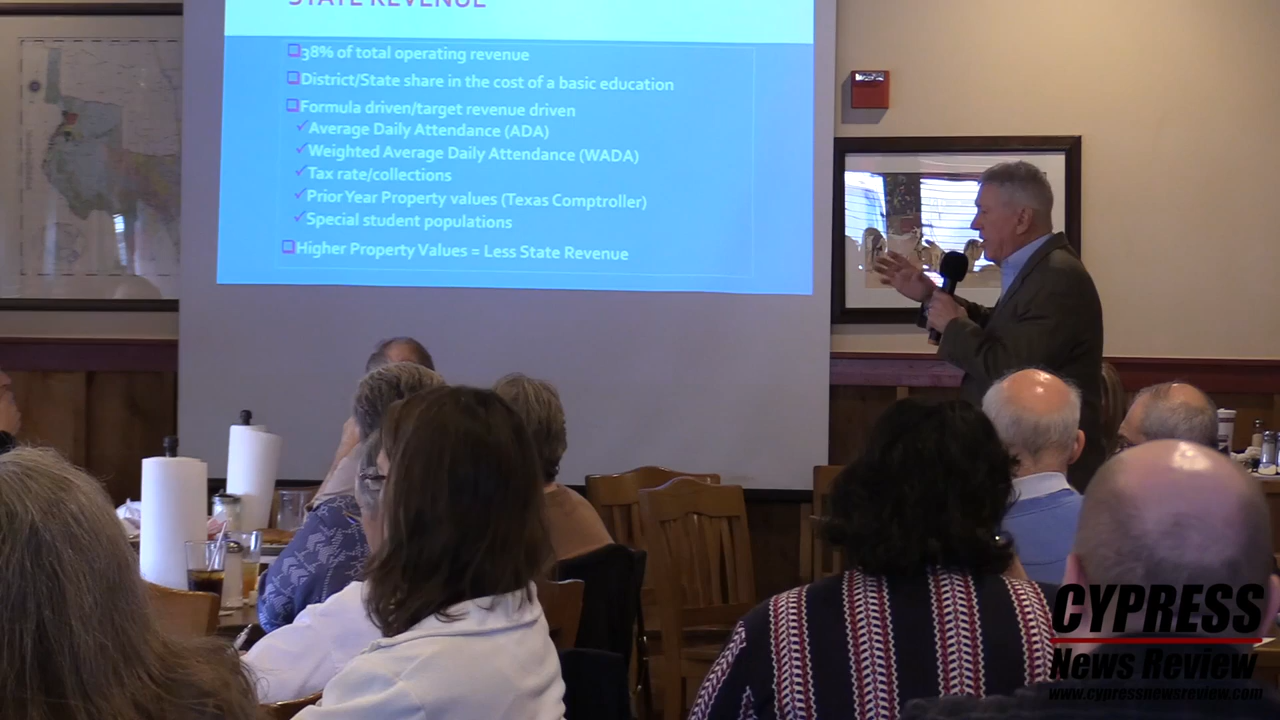 STATE REVENUE
38% of total operating revenue
District/State share in the cost of a basic education
Formula driven/target revenue driven
Average Daily Attendance (ADA)
Weighted Average Daily Attendance (WADA)
Tax rate/collections
Prior Year Property values (Texas Comptroller)
Special student populations
Higher Property Values = Less State Revenue
CYPRESS
News Review
www.cypressnewsreview.com